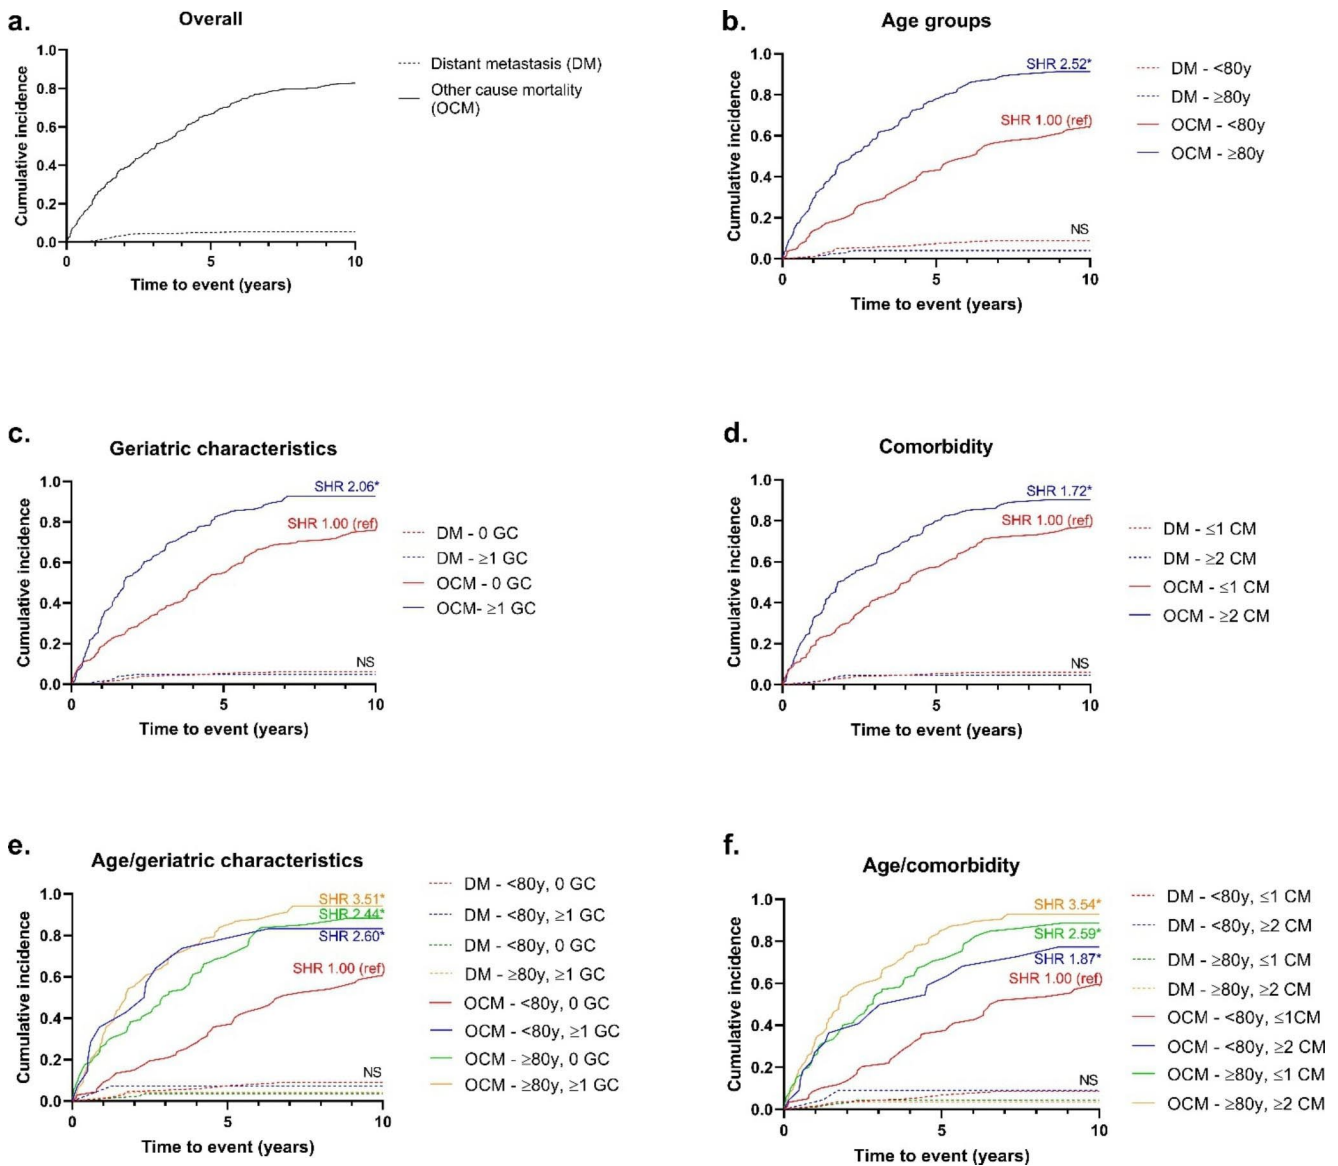 a.
Overall
Cumulative incidence
1.0
0.8
0.6
0.4
0.2
0.0
0
5
10
Time to event (years)
Distant metastasis (DM)
Other cause mortality
(OCM)
b.
Age groups
Cumulative incidence
1.0
0.8
0.6
0.4
0.2
0.0
SHR 2.52*
SHR 1.00 (ref)
NS
0
5
10
Time to event (years)
DM - <80y
DM - ≥80y
OCM - <80y
OCM - ≥80y
c.
Geriatric characteristics
Cumulative incidence
1.0
0.8
0.6
0.4
0.2
0.0
SHR 2.06*
SHR 1.00 (ref)
NS
0
5
10
Time to event (years)
DM - 0 GC
DM - ≥1 GC
OCM - 0 GC
OCM- ≥1 GC
d.
Comorbidity
Cumulative incidence
1.0
0.8
0.6
0.4
0.2
0.0
SHR 1.72*
SHR 1.00 (ref)
NS
0
5
10
Time to event (years)
DM - ≤1 CM
DM - ≥2 CM
OCM - ≤1 CM
OCM - ≥2 CM
e.
Age/geriatric characteristics
Cumulative incidence
1.0
0.8
0.6
0.4
0.2
0.0
SHR 3.51*
SHR 2.44*
SHR 2.60*
SHR 1.00 (ref)
NS
0
5
10
Time to event (years)
DM - <80y, 0 GC
DM - <80y, ≥1 GC
DM - <80y, 0 GC
DM - ≥80y, ≥1 GC
OCM - <80y, 0 GC
OCM - <80y, ≥1 GC
OCM - ≥80y, 0 GC
OCM - ≥80y, ≥1 GC
f.
Age/comorbidity
Cumulative incidence
1.0
0.8
0.6
0.4
0.2
0.0
SHR 3.54*
SHR 2.59*
SHR 1.87*
SHR 1.00 (ref)
NS
0
5
10
Time to event (years)
DM - <80y, ≤1 CM
DM - <80y, ≥2 CM
DM - ≥80y, ≤1 CM
DM - ≥80y, ≥2 CM
OCM - <80y, ≤1CM
OCM - <80y, ≥2 CM
OCM - ≥80y, ≤1 CM
OCM - ≥80y, ≥2 CM